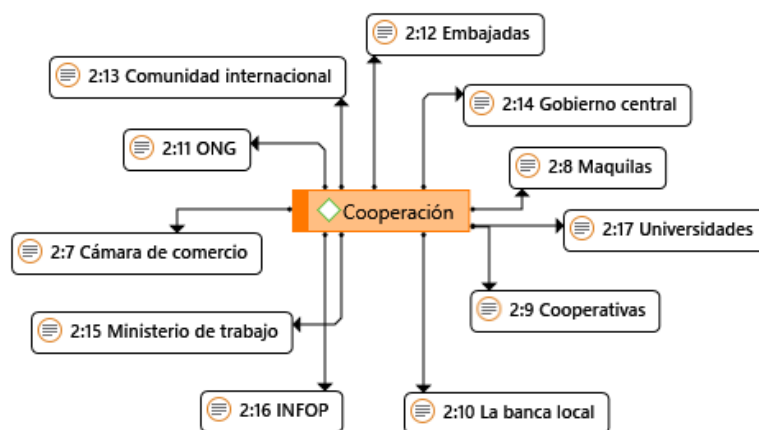 2:12 Embajadas
2:13 Comunidad internacional
2:14 Gobierno central
2:11 ONG
2:8 Maquilas
Cooperación
2:17 Universidades
2:7 Cámara de comercio
2:9 Cooperativas
2:15 Ministerio de trabajo
2:16 INFOP
2:10 La banca local